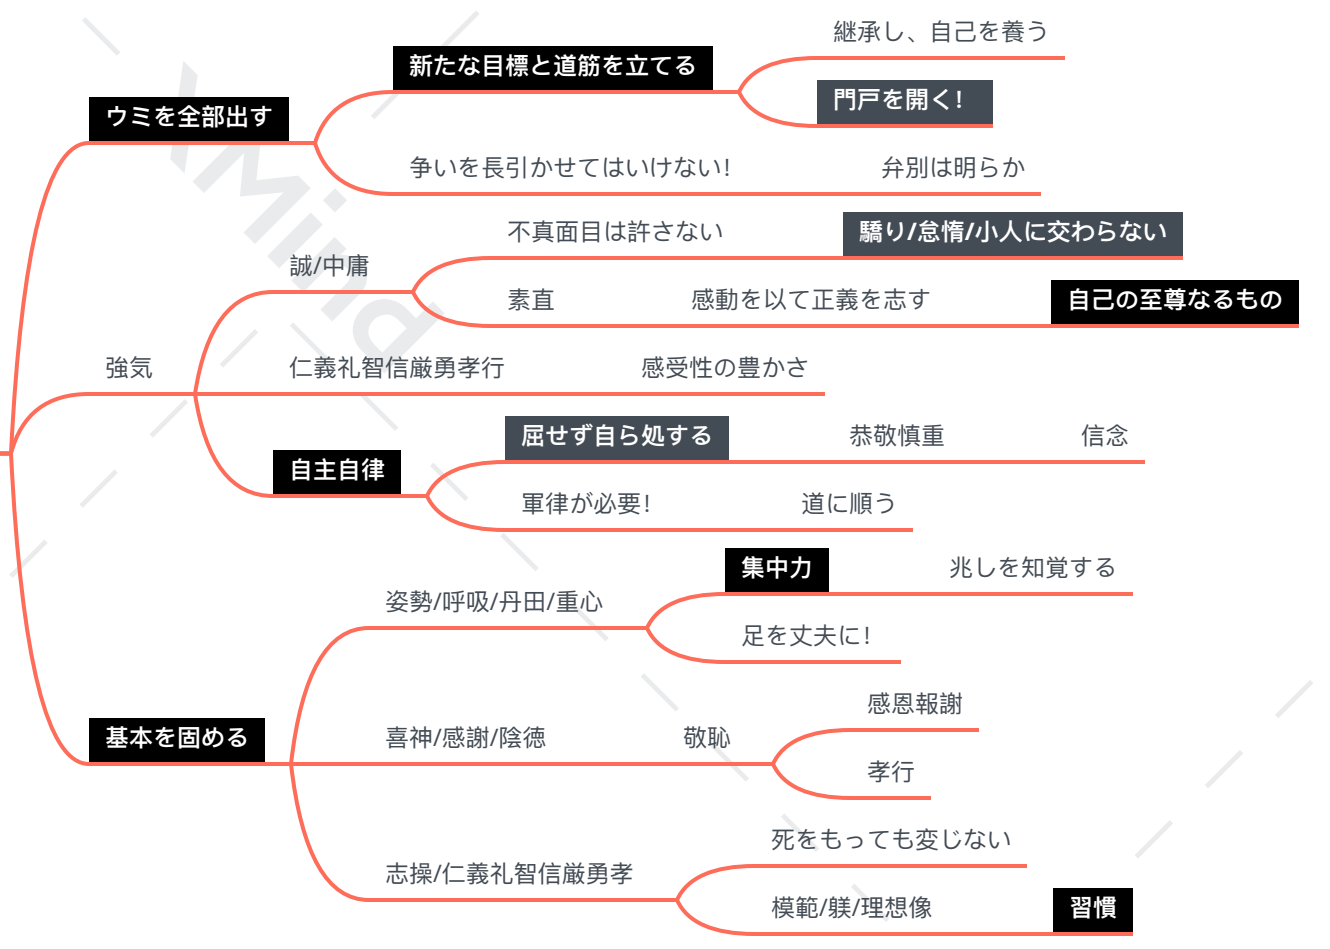 継承し、自己を養う
新たな目標と道筋を立てる
門戸を開く!
ウミを全部出す
争いを長引かせてはいけない!
弁別は明らか
不真面目は許さない
驕り/怠惰/小人に交わらない
誠/中庸
素直
感動を以て正義を志す
自己の至尊なるもの
強気
仁義礼智信厳勇孝行
感受性の豊かさ
屈せず自ら処する
恭敬慎重
信念
自主自律
軍律が必要!
道に順う
集中力
兆しを知覚する
姿勢/呼吸/丹田/重心
足を丈夫に!
基本を固める
感恩報謝
喜神/感謝/陰徳
敬恥
孝行
死をもっても変じない
志操/仁義礼智信厳勇孝
模範/躾/理想像
習慣
XMind